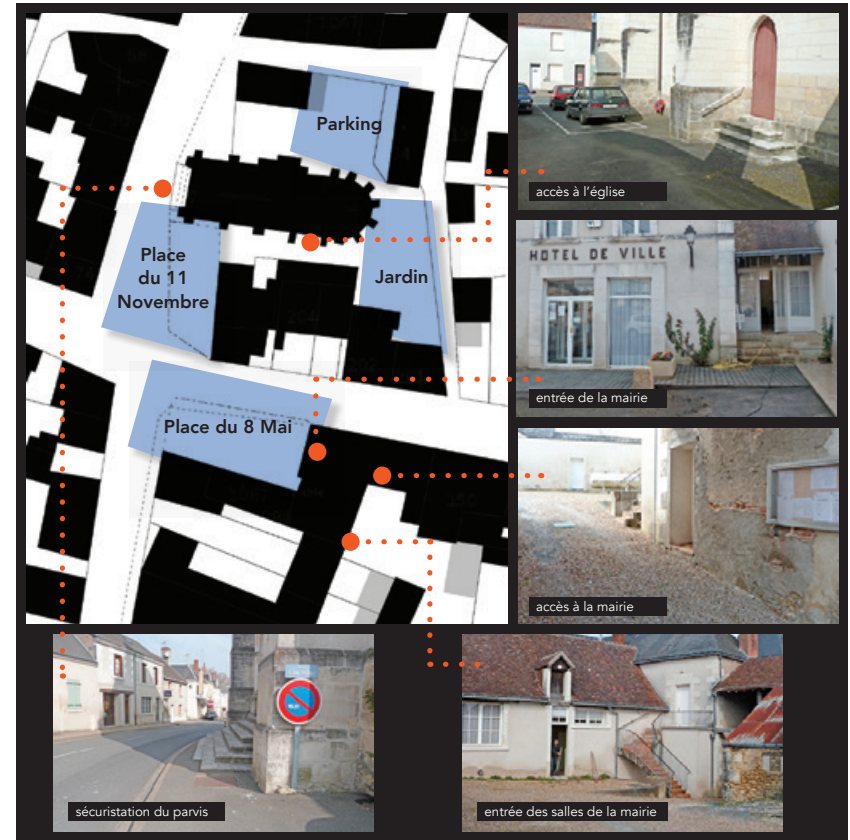 Parking
Place
du 11
Novembre
Jardin
Place du 8 Mai
accès à l'église
HOTEL DE VILLE
entrée de la mairie
accès à la mairie
sécuristation du parvis
entrée des salles de la mairie